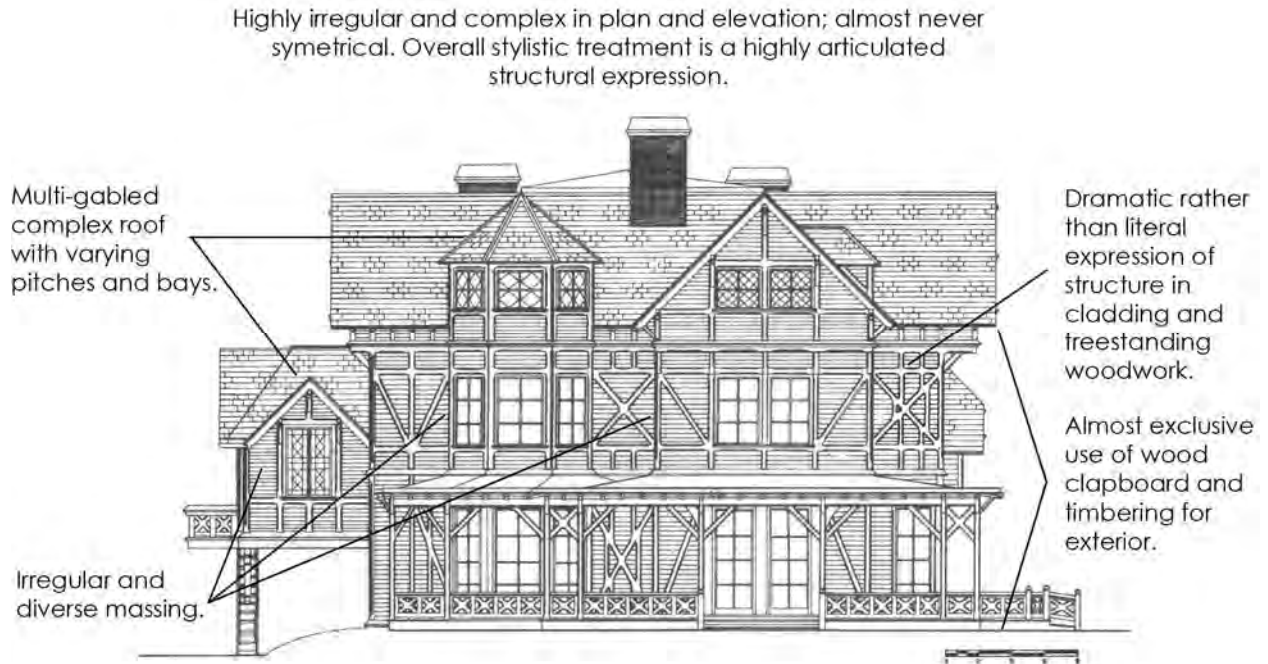 Highly irregular and complex in plan and elevation; almost never
symetrical. Overall stylistic treatment is a highly articulated
structural expression.
Multi-gabled
complex roof
with varying
pitches and bays.
Irregular and
diverse massing.
Dramatic rather
than literal
expression of
structure in
cladding and
treestanding
woodwork.
Almost exclusive
use of wood
clapboard and
timbering for
exterior.